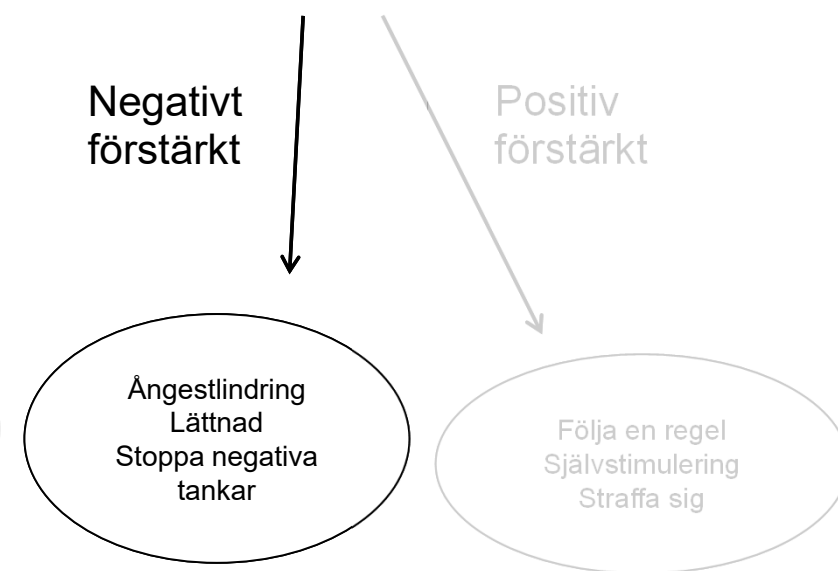 Negativt
förstärkt
Positiv
förstärkt
Ångestlindring
Lättnad
Stoppa negativa
tankar
Följa en regel
Självstimulering
Straffa sig